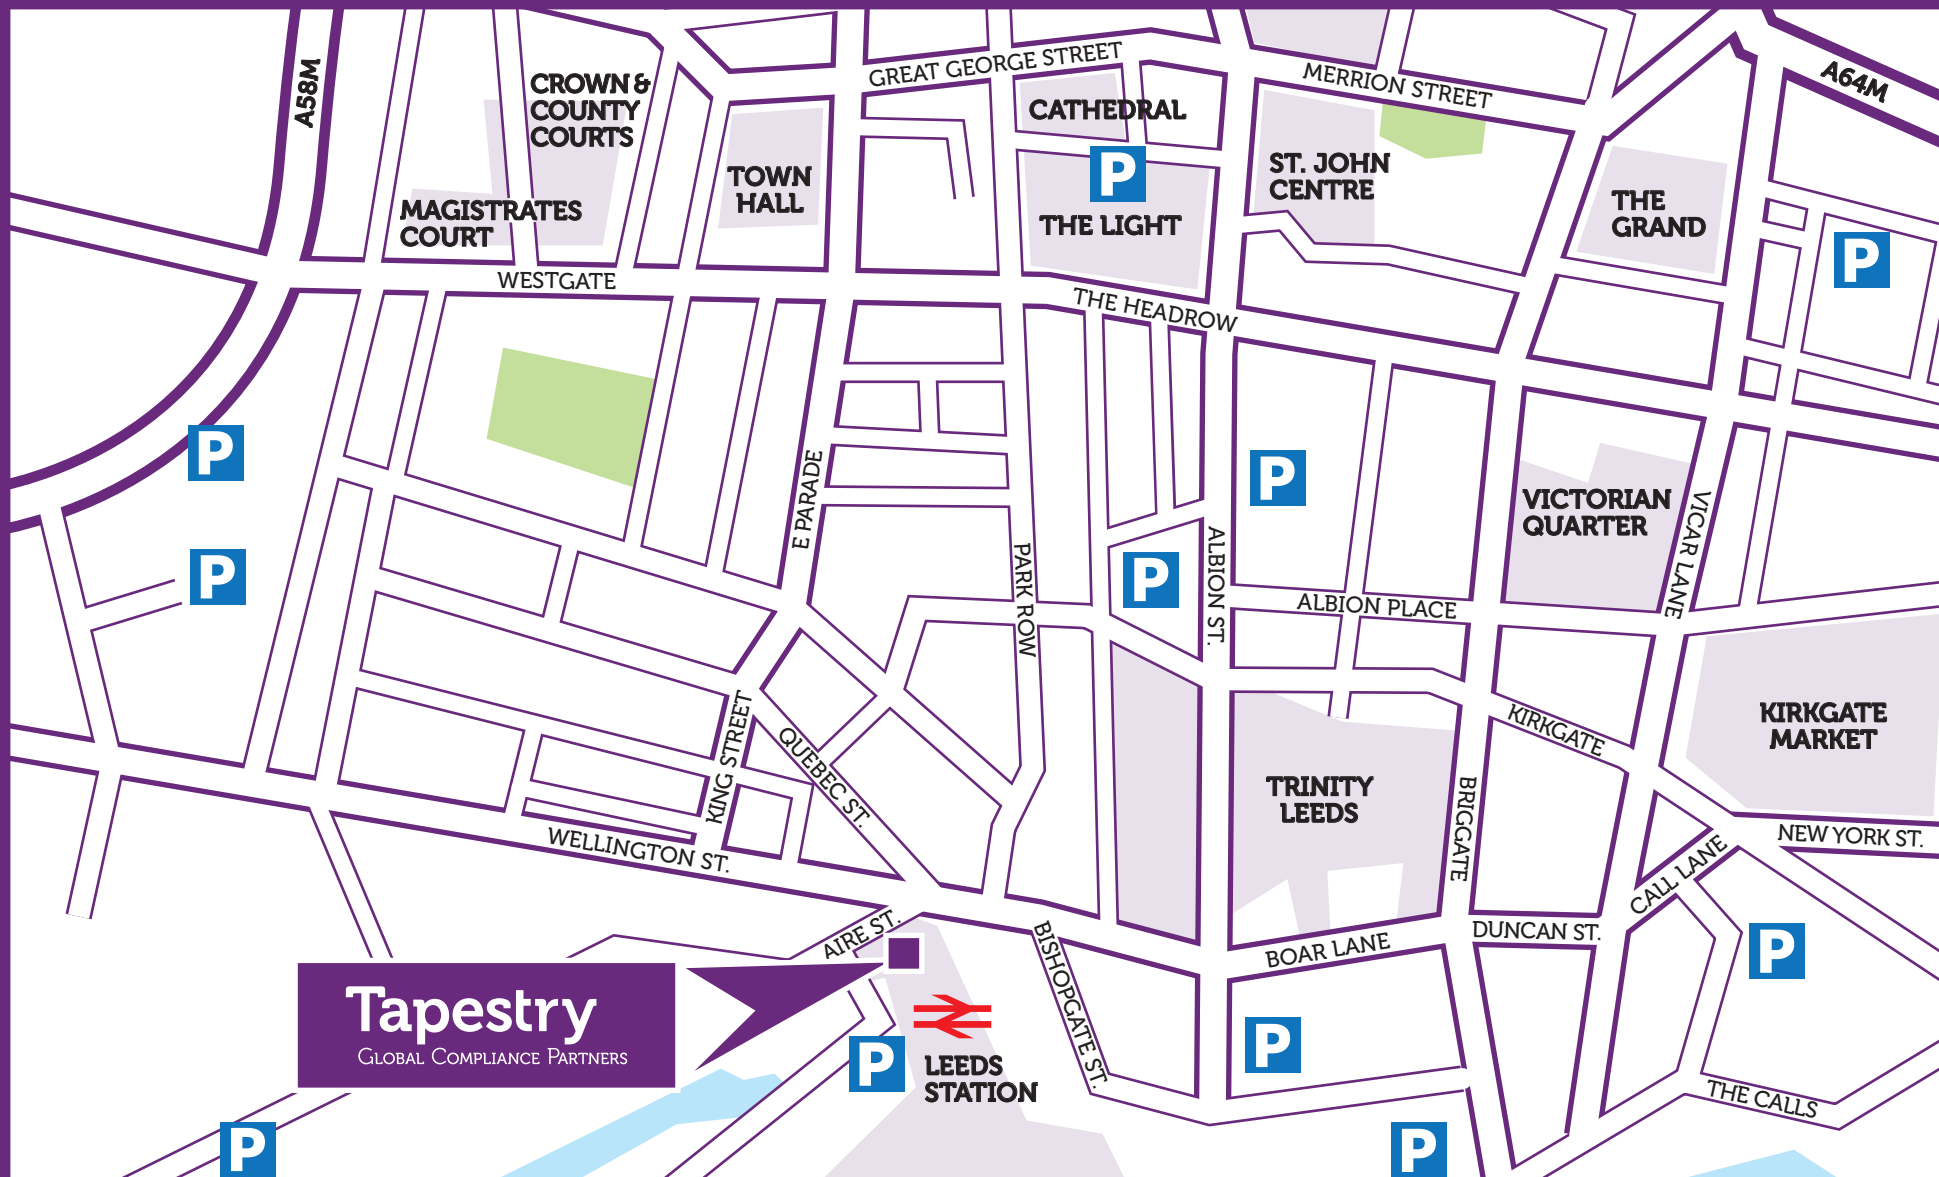 A58M
CROWN &
COUNTY
COURTS
GREAT GEORGE STREET
CATHEDRAL
MERRION STREET
A64M
MAGISTRATES
COURT
TOWN
HALL
P
THE LIGHT
ST. JOHN
CENTRE
THE
GRAND
P
WESTGATE
THE HEADROW
P
P
E PARADE
PARK ROW
P
ALBION ST.
P
ALBION PLACE
VICTORIAN
QUARTER
VICAR LANE
KING STREET
QUEBEC ST.
WELLINGTON ST.
TRINITY
LEEDS
BRIGGATE
KIRKGATE
KIRKGATE
MARKET
NEW YORK ST.
CALL LANE
AIRE ST.
BISHOPGATE ST.
BOAR LANE
DUNCAN ST.
P
Tapestry
GLOBAL COMPLIANCE PARTNERS
P
LEEDS
STATION
P
THE CALLS
P
P